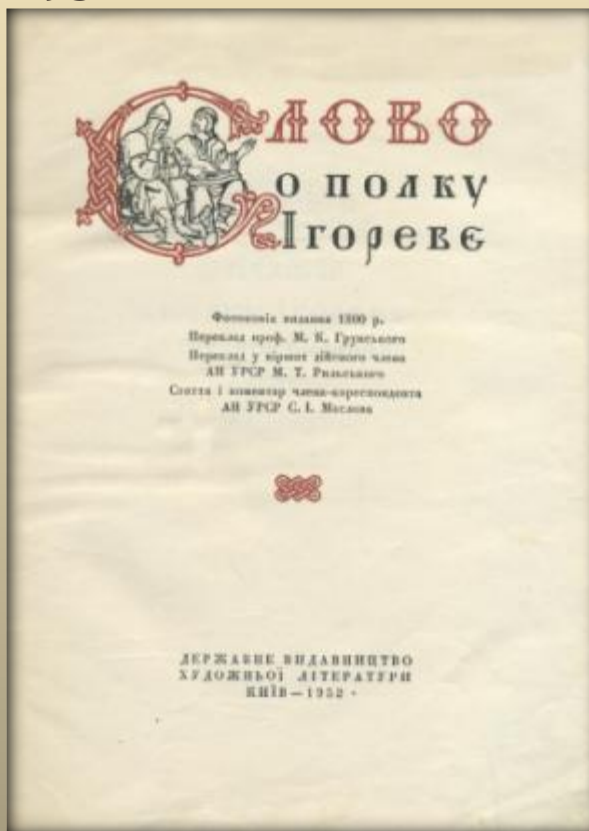 Слово
о полку
Ігореве
Фотокопія видання 1800 р.
Переклад проф. М. К. Грунського
Переклад у віршах дійсного члена
АН УРСР М. Т. Рильського
Стаття і коментар члена-кореспондента
АН УРСР С. І. Маслова
ДЕРЖАВНЕ ВИДАВНИЦТВО
ХУДОЖНЬОЇ ЛІТЕРАТУРИ
КИЇВ—1952